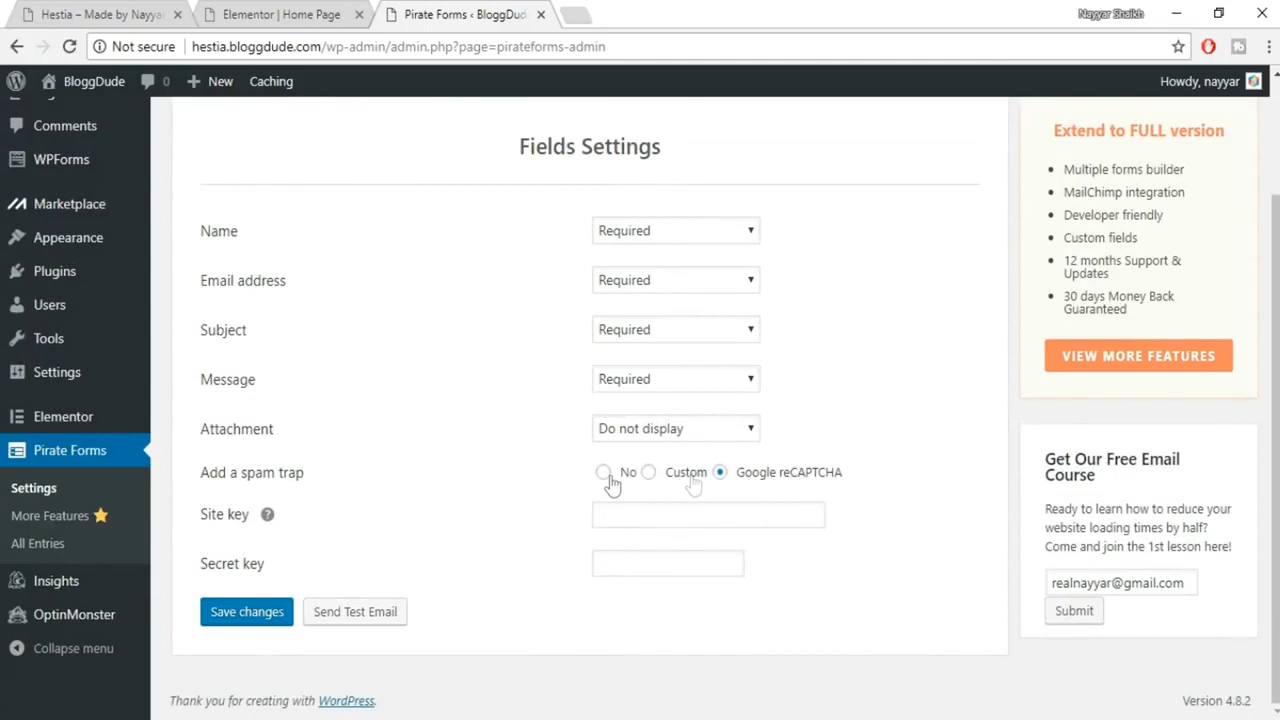 Hestia – Made by Nayya
Elementor | Home Page
Pirate Forms ‹ BloggDud
Nayyar Shaikh
Not secure
hestia.bloggdude.com/wp-admin/admin.php?page=pirateforms-admin
BloggDude
0
New
Caching
Howdy, nayyar
Comments
WPForms
Marketplace
Appearance
Plugins
Users
Tools
Settings
Elementor
Pirate Forms
Settings
More Features
All Entries
Insights
OptinMonster
Collapse menu
Fields Settings
Name
Required
Email address
Required
Subject
Required
Message
Required
Attachment
Do not display
Add a spam trap
No
Custom
Google reCAPTCHA
Site key
?
Secret key
Save changes
Send Test Email
Extend to FULL version
Multiple forms builder
MailChimp integration
Developer friendly
Custom fields
12 months Support &
Updates
30 days Money Back
Guaranteed
VIEW MORE FEATURES
Get Our Free Email
Course
Ready to learn how to reduce your
website loading times by half?
Come and join the 1st lesson here!
realnayyar@gmail.com
Submit
Thank you for creating with WordPress.
Version 4.8.2